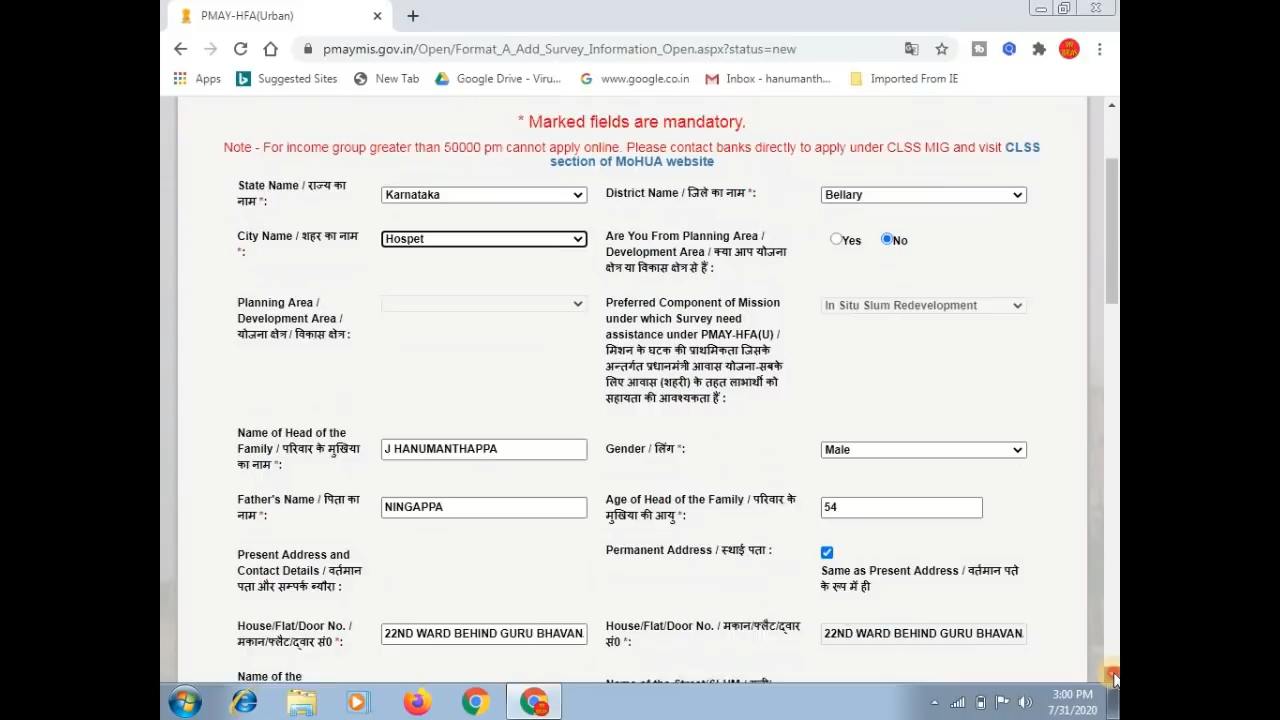 PMAY-HFA(Urban)
pmaymis.gov.in/Open/Format_A_Add_Survey_Information_Open.aspx?status=new
Apps Suggested Sites New Tab Google Drive - Viru... www.google.co.in Inbox - hanumanth... Imported From IE
* Marked fields are mandatory.
Note - For income group greater than 50000 pm cannot apply online. Please contact banks directly to apply under CLSS MIG and visit CLSS
section of MoHUA website
State Name / राज्य का
नाम *:
Karnataka
District Name / जिले का नाम *:
Bellary
City Name / शहर का नाम
*:
Hospet
Are You From Planning Area /
Development Area / क्या आप योजना
क्षेत्र या विकास क्षेत्र से हैं :
Yes No
Planning Area /
Development Area /
योजना क्षेत्र / विकास क्षेत्र :
Preferred Component of Mission
under which Survey need
assistance under PMAY-HFA(U) /
मिशन के घटक की प्राथमिकता जिसके
अन्तर्गत प्रधानमंत्री आवास योजना-सबके
लिए आवास (शहरी) के तहत लाभार्थी को
सहायता की आवश्यकता हैं :
In Situ Slum Redevelopment
Name of Head of the
Family / परिवार के मुखिया
का नाम *:
J HANUMANTHAPPA
Gender / लिंग *:
Male
Father's Name / पिता का
नाम *:
NINGAPPA
Age of Head of the Family / परिवार के
मुखिया की आयु *:
54
Present Address and
Contact Details / वर्तमान
पता और सम्पर्क ब्यौरा :
Permanent Address / स्थाई पता :
Same as Present Address / वर्तमान पते
के रूप में ही
House/Flat/Door No. /
मकान/फ्लैट/द्वार सं0 *:
22ND WARD BEHIND GURU BHAVAN,
House/Flat/Door No. / मकान/फ्लैट/द्वार
सं0 *:
22ND WARD BEHIND GURU BHAVAN,
Name of the
Name of the Street/SLUM /
3:00 PM
7/31/2020